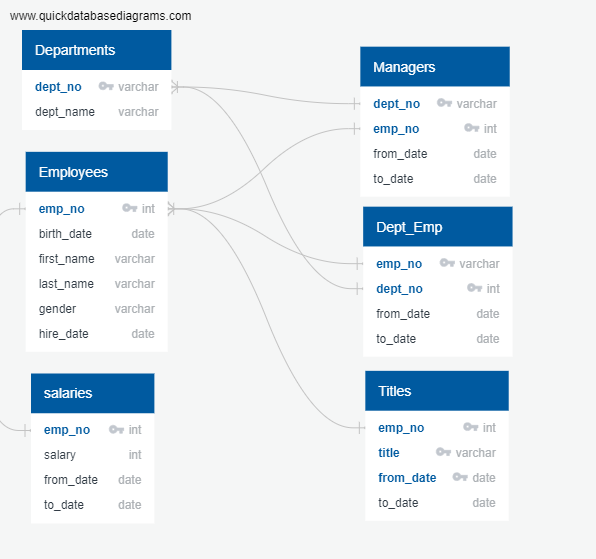 www.quickdatabasediagrams.com
Departments
dept_no varchar
dept_name varchar
Employees
emp_no int
birth_date date
first_name varchar
last_name varchar
gender varchar
hire_date date
salaries
emp_no int
salary int
from_date date
to_date date
Managers
dept_no varchar
emp_no int
from_date date
to_date date
Dept_Emp
emp_no varchar
dept_no int
from_date date
to_date date
Titles
emp_no int
title varchar
from_date date
to_date date